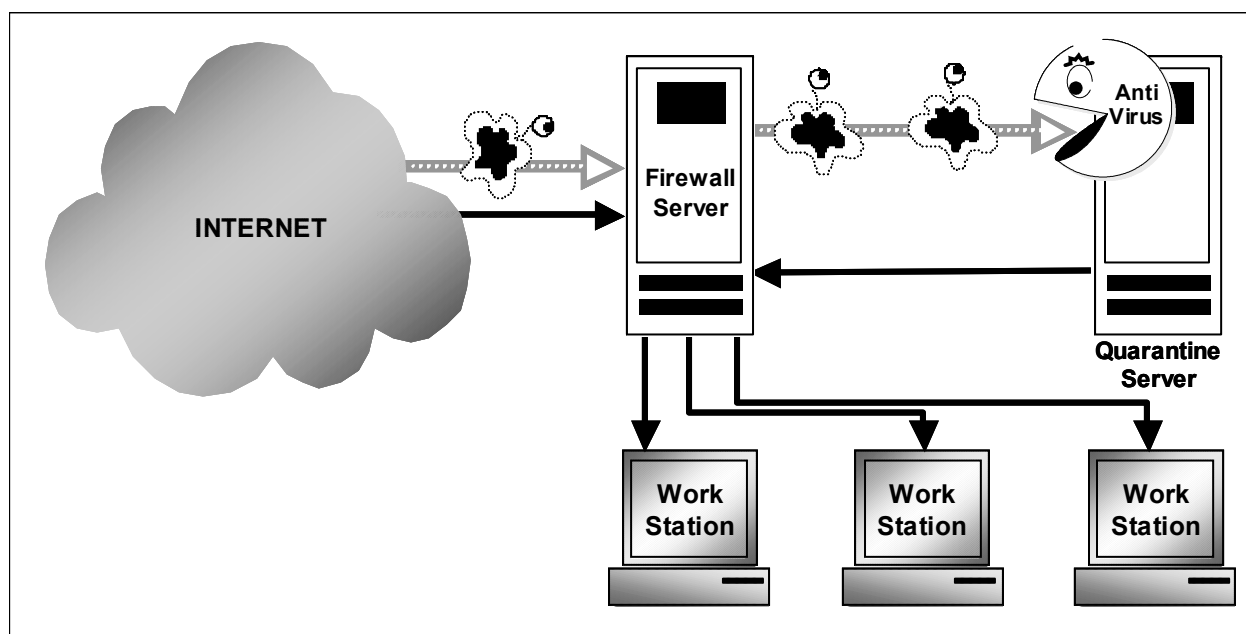 INTERNET
Firewall
Server
Anti
Virus
Quarantine
Server
Work
Station
Work
Station
Work
Station